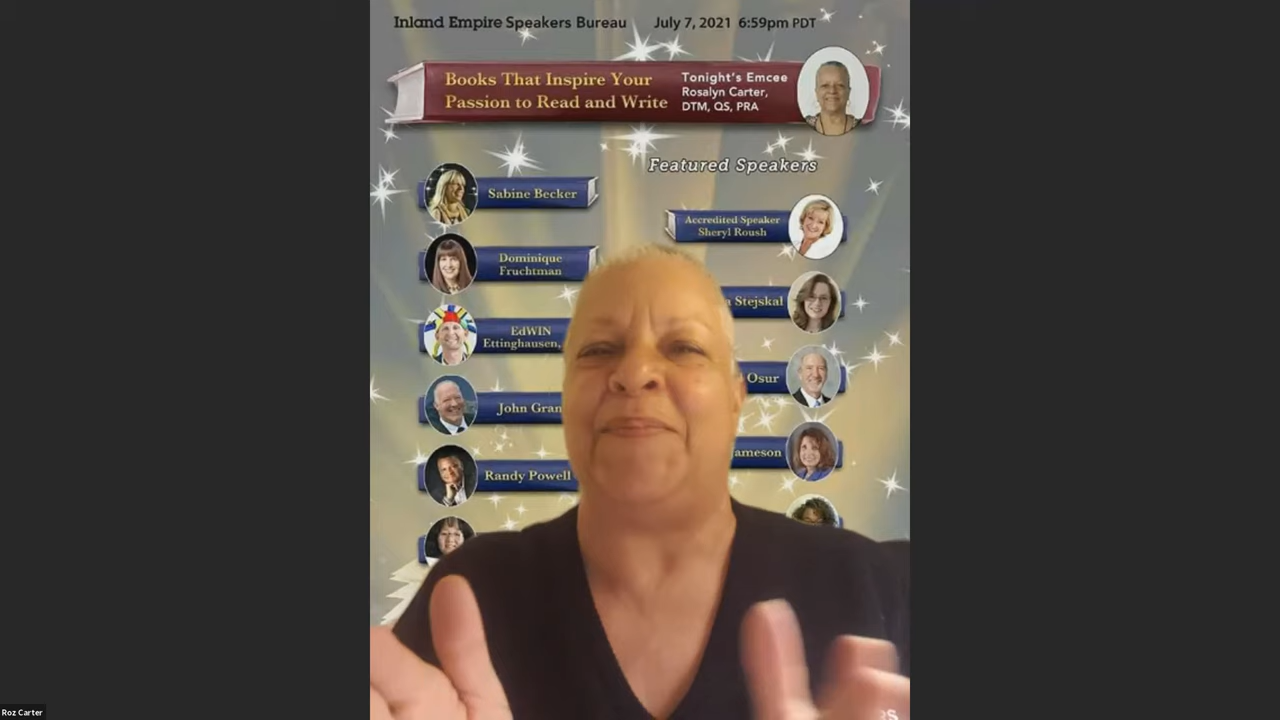 Inland Empire Speakers Bureau July 7, 2021 6:59pm PDT
Books That Inspire Your
Passion to Read and Write
Tonight's Emcee
Rosalyn Carter,
DTM, QS, PRA
Featured Speakers
Sabine Becker
Accredited Speaker
Sheryl Roush
Dominique
Fruchtman
Stejskal
EdWIN
Ettinghausen,
Osur
John Gran
ameson
Randy Powell
Roz Carter